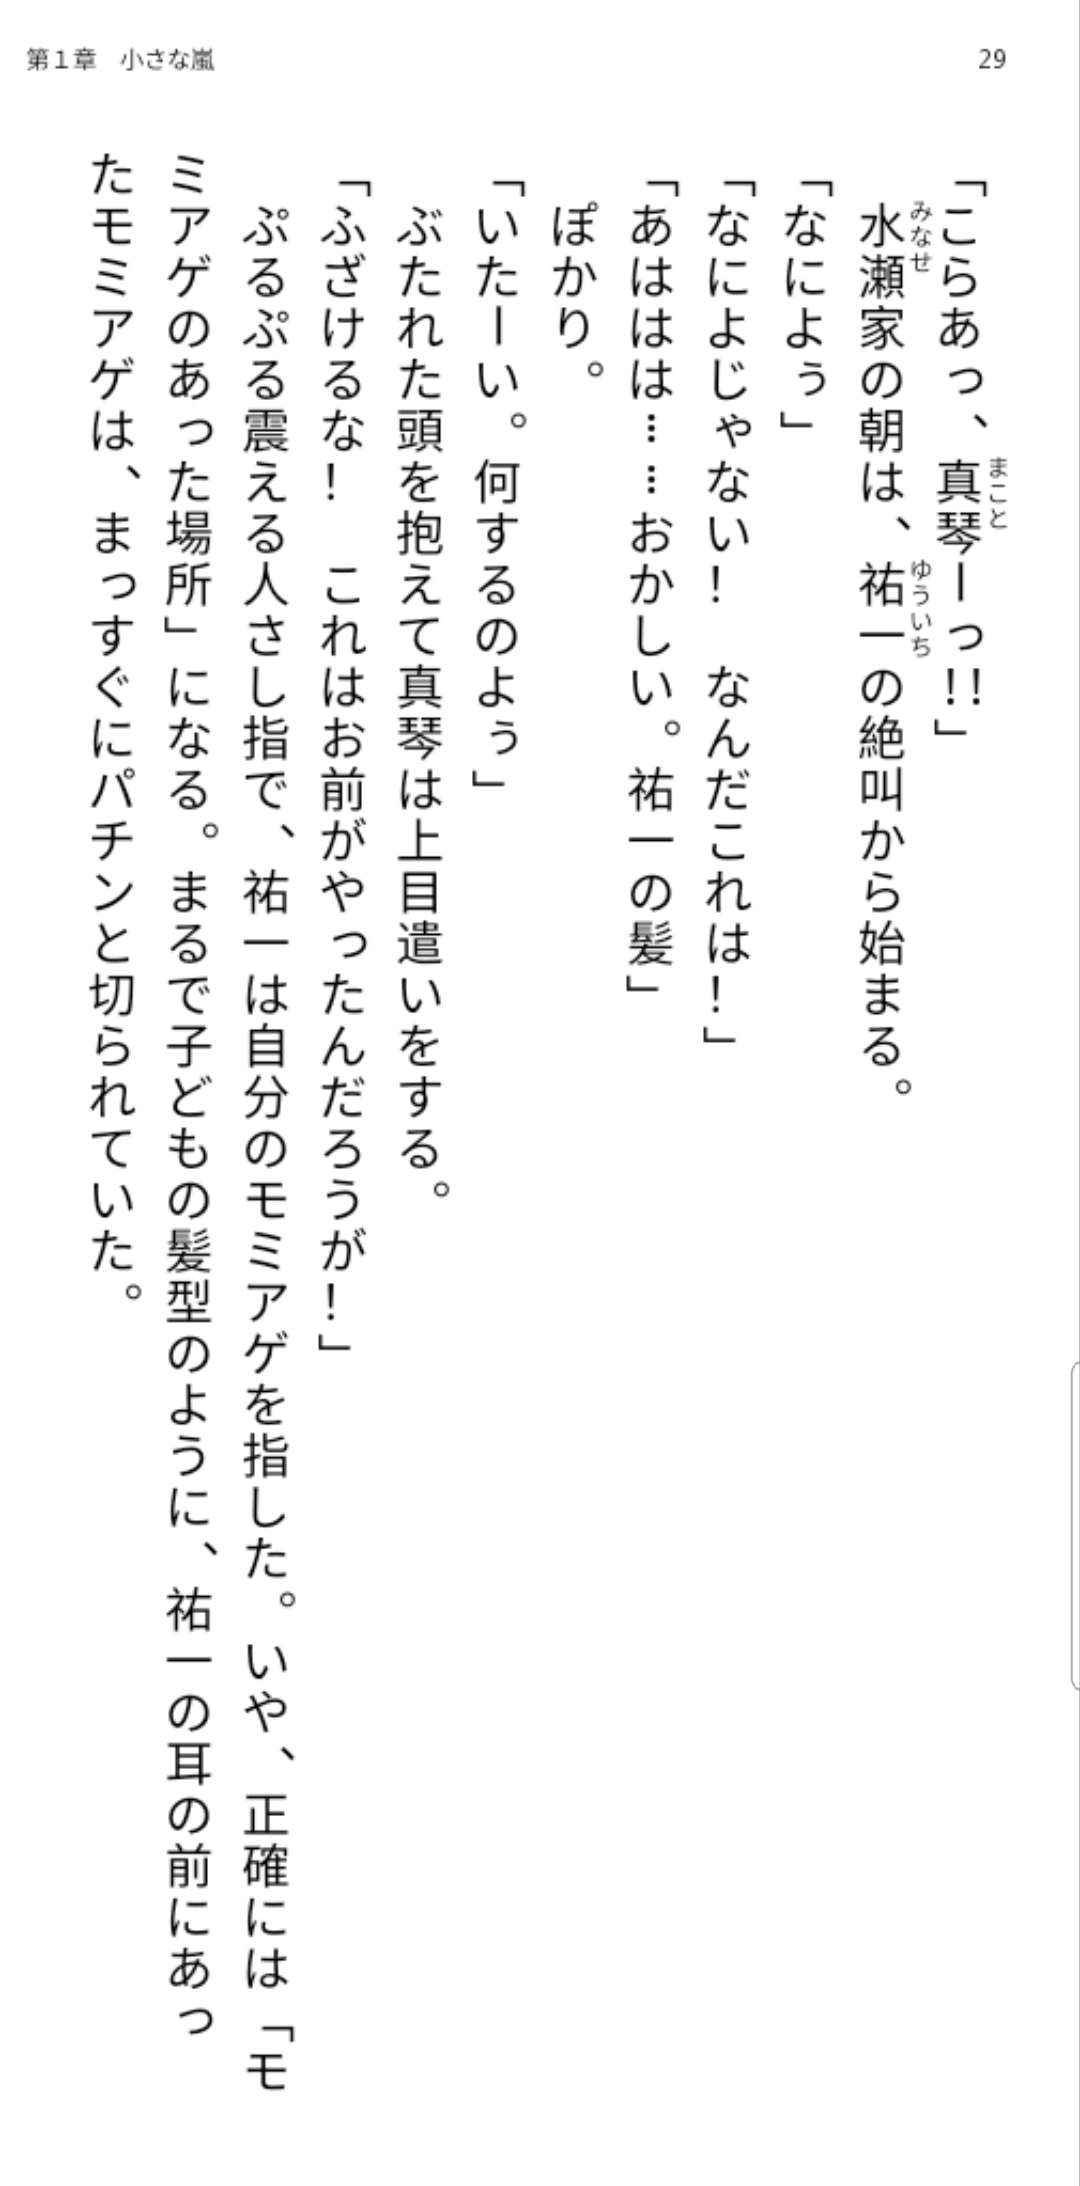 第１章　小さな嵐
29
「こらあっ、真琴ーっ!!」
まこと
水瀬家の朝は、祐一の絶叫から始まる。
みなせ
ゆういち
「なによぅ」
「なによじゃない！　なんだこれは！」
「あははは……おかしい。祐一の髪」
ぽかり。
「いたーい。何するのよぅ」
ぶたれた頭を抱えて真琴は上目遣いをする。
「ふざけるな！　これはお前がやったんだろうが！」
ぷるぷる震える人さし指で、祐一は自分のモミアゲを指した。いや、正確には「モ
ミアゲのあった場所」になる。まるで子どもの髪型のように、祐一の耳の前にあっ
たモミアゲは、まっすぐにパチンと切られていた。